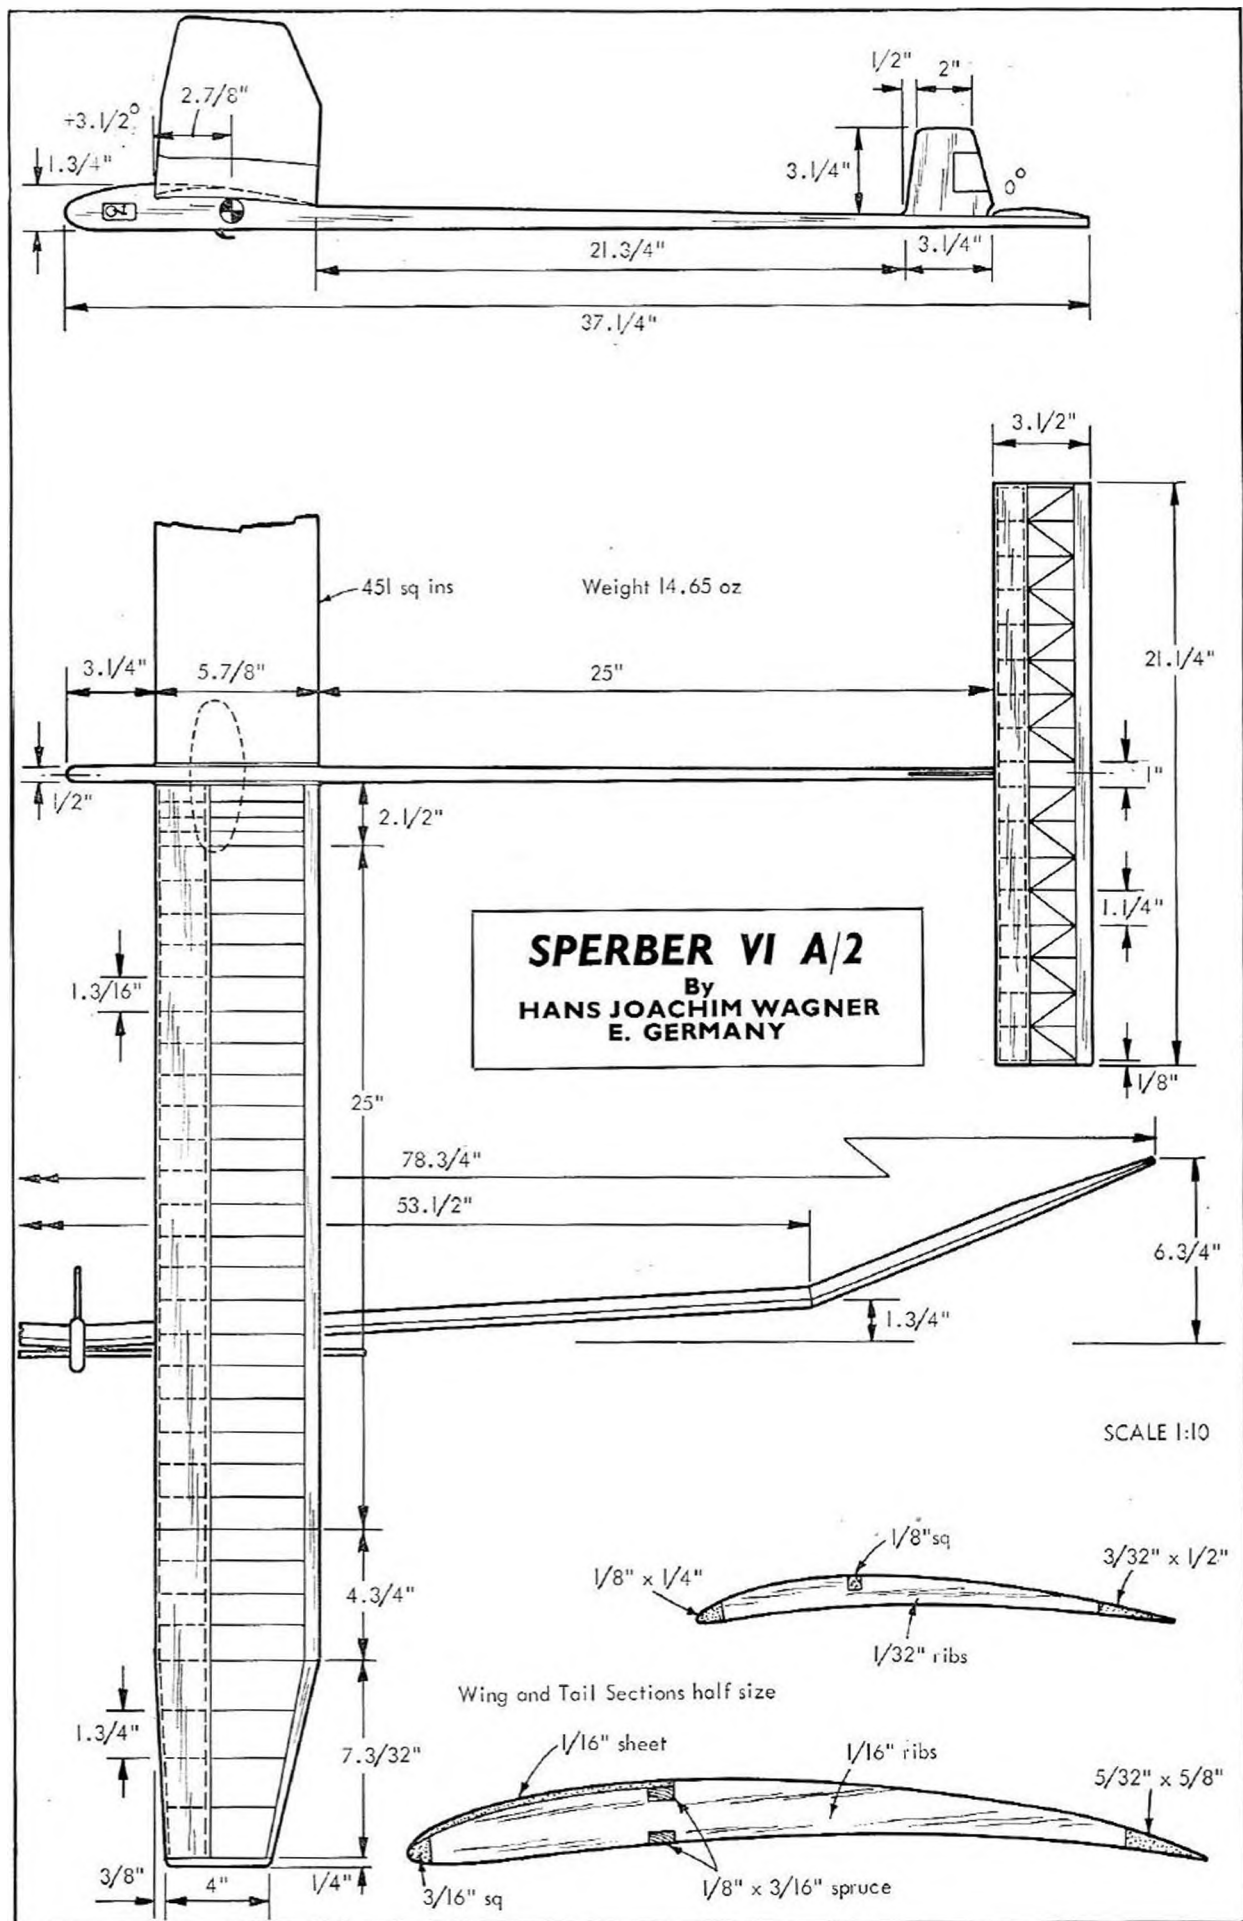 1/2"
2"
2.7/8"
+3.1/2°
1.3/4"
3.1/4"
0°
21.3/4"
3.1/4"
37.1/4"
3.1/2"
451 sq ins
Weight 14.65 oz
3.1/4"
5.7/8"
25"
21.1/4"
1/2"
1"
2.1/2"
1.1/4"
SPERBER VI A/2
By
HANS JOACHIM WAGNER
E. GERMANY
1.3/16"
1/8"
25"
78.3/4"
53.1/2"
6.3/4"
1.3/4"
SCALE 1:10
1/8"sq
3/32" x 1/2"
1/8" x 1/4"
4.3/4"
1/32" ribs
Wing and Tail Sections half size
1.3/4"
7.3/32"
1/16" sheet
1/16" ribs
5/32" x 5/8"
3/8"
4"
1/4"
3/16" sq
1/8" x 3/16" spruce